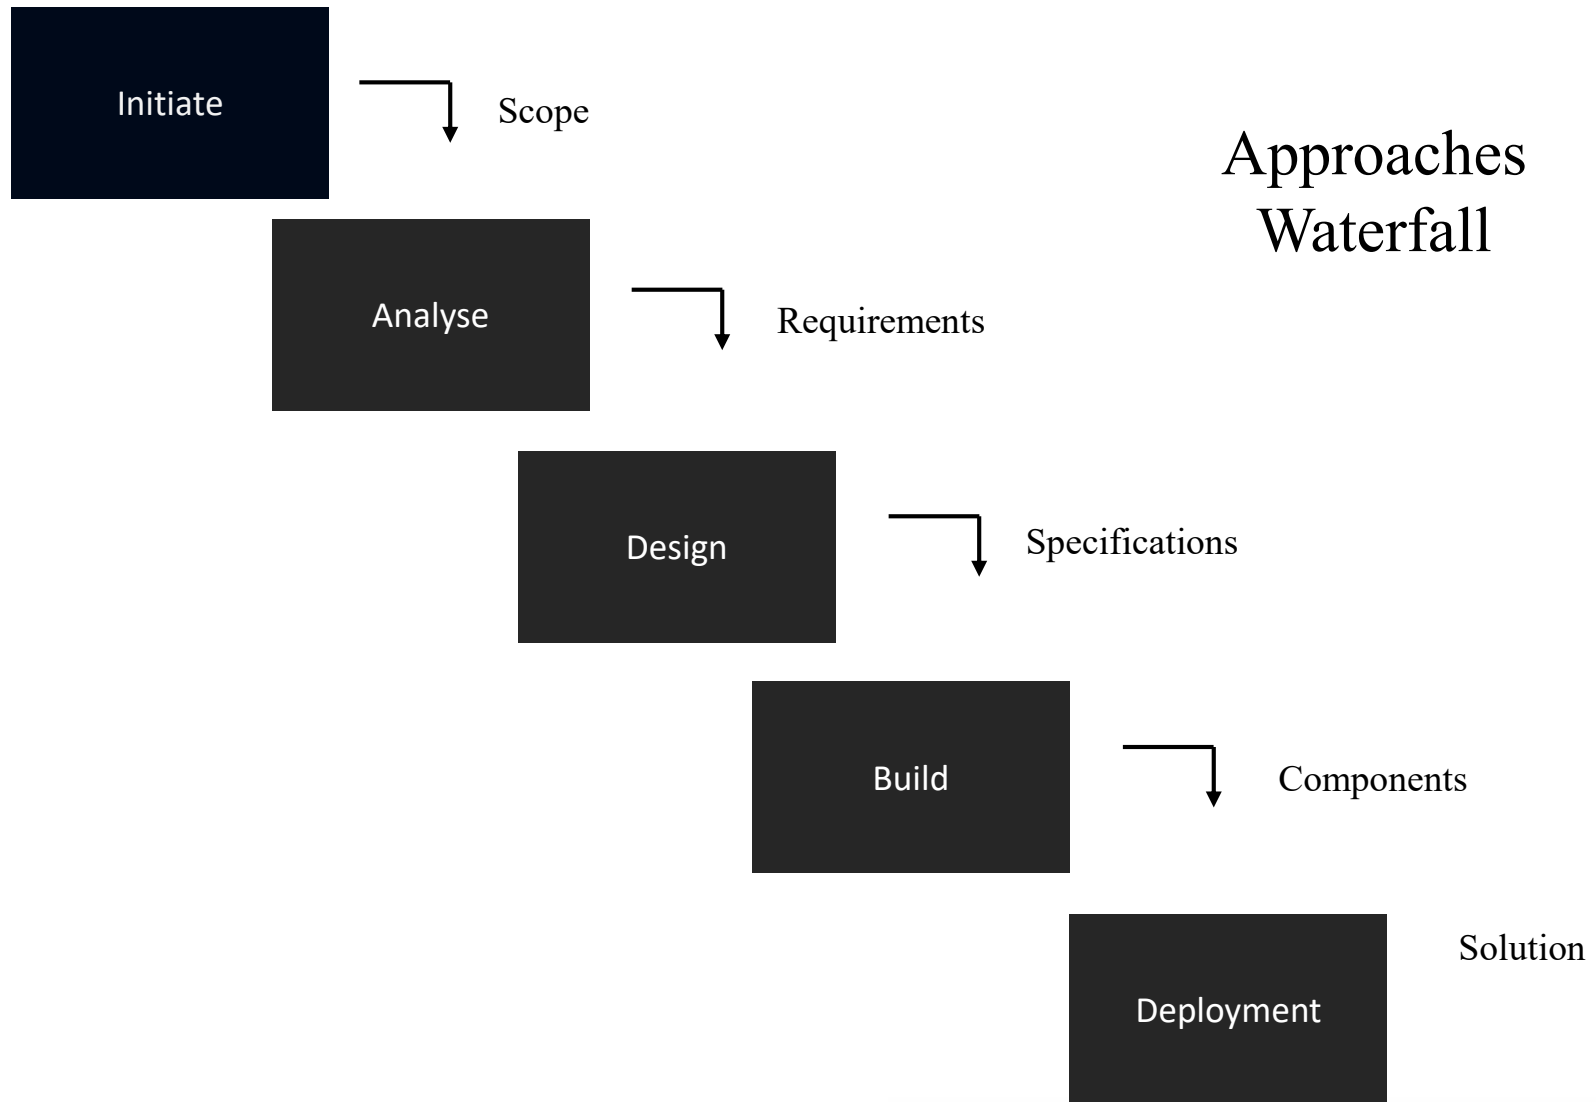 Initiate
Scope
Approaches
Waterfall
Analyse
Requirements
Design
Specifications
Build
Components
Solution
Deployment